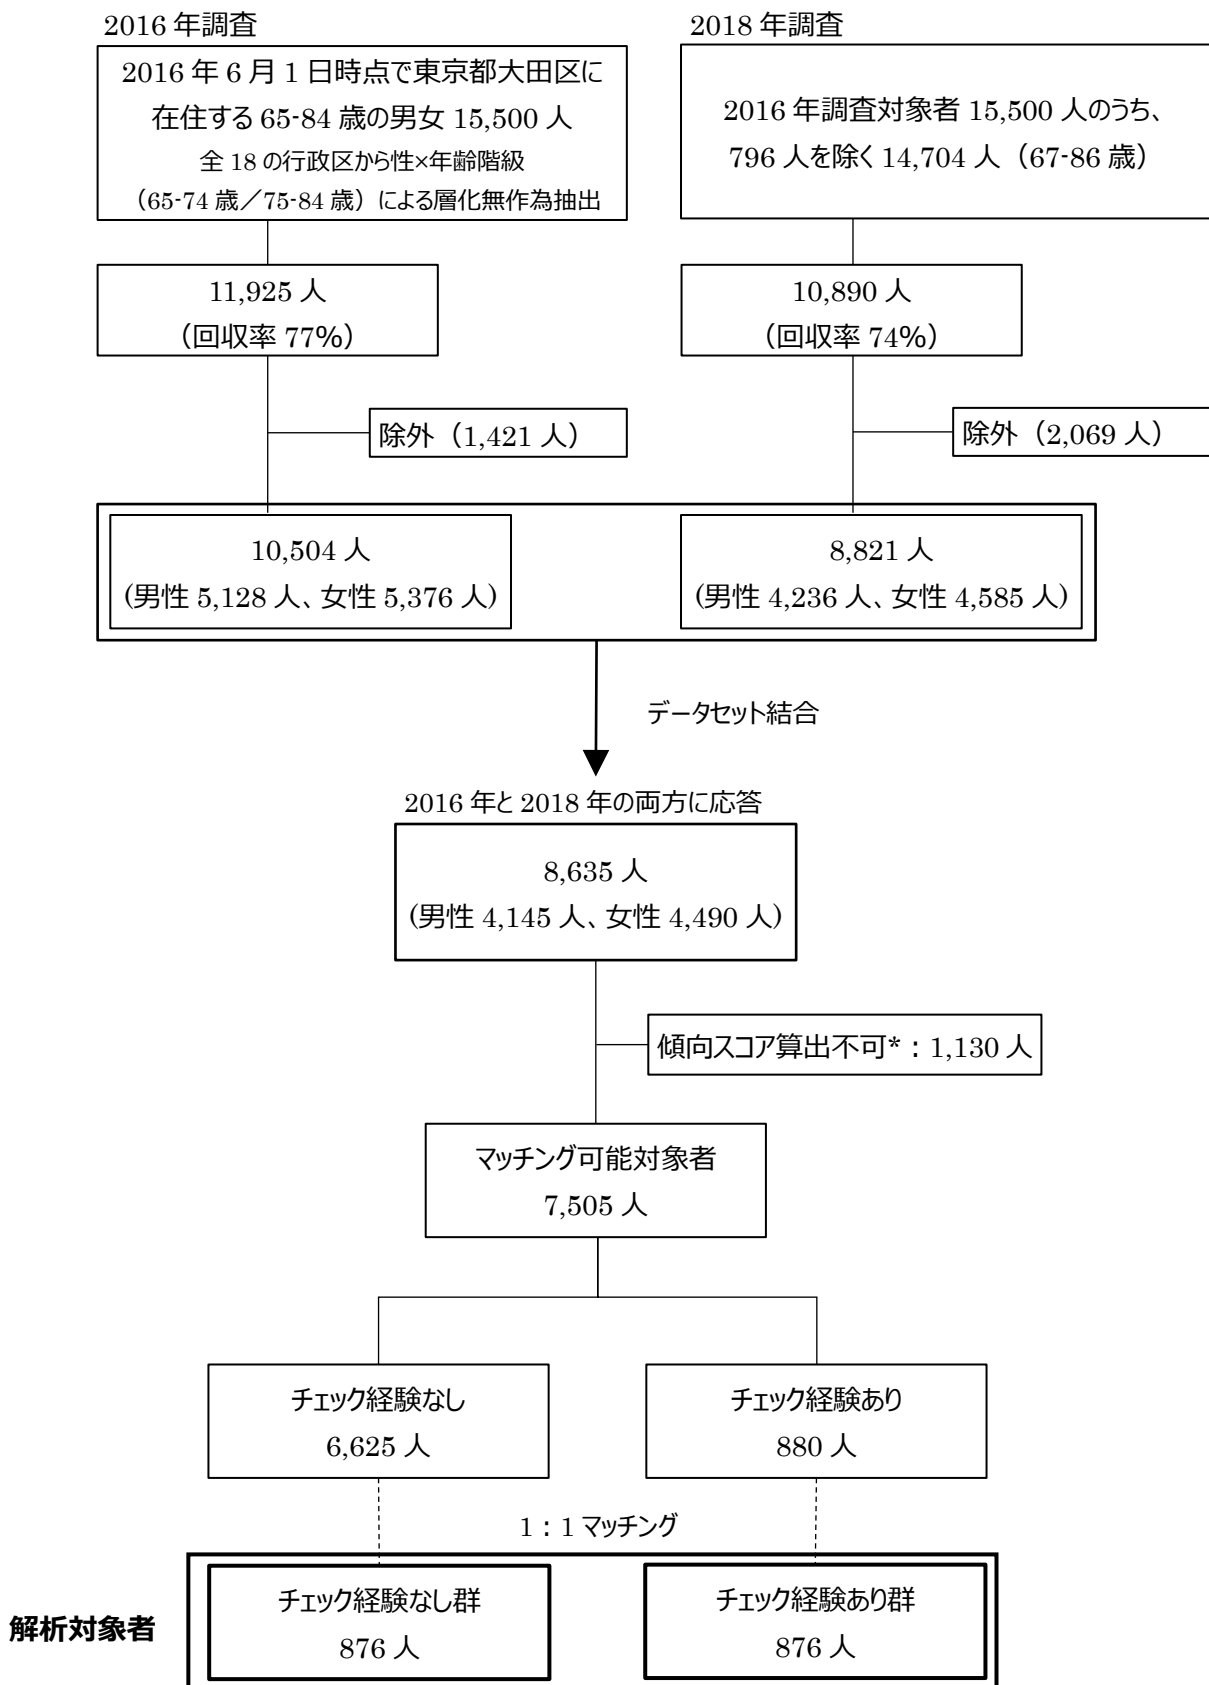 2016 年調査
2016 年 6 月 1 日時点で東京都大田区に
在住する 65-84 歳の男女 15,500 人
全 18 の行政区から性×年齢階級
（65-74 歳／75-84 歳）による層化無作為抽出
2018 年調査
2016 年調査対象者 15,500 人のうち、
796 人を除く 14,704 人（67-86 歳）
11,925 人
（回収率 77%）
10,890 人
（回収率 74%）
除外（1,421 人）
除外（2,069 人）
10,504 人
(男性 5,128 人、女性 5,376 人)
8,821 人
(男性 4,236 人、女性 4,585 人)
データセット結合
2016 年と 2018 年の両方に応答
8,635 人
(男性 4,145 人、女性 4,490 人)
傾向スコア算出不可*：1,130 人
マッチング可能対象者
7,505 人
チェック経験なし
6,625 人
チェック経験あり
880 人
1：1 マッチング
解析対象者
チェック経験なし群
876 人
チェック経験あり群
876 人